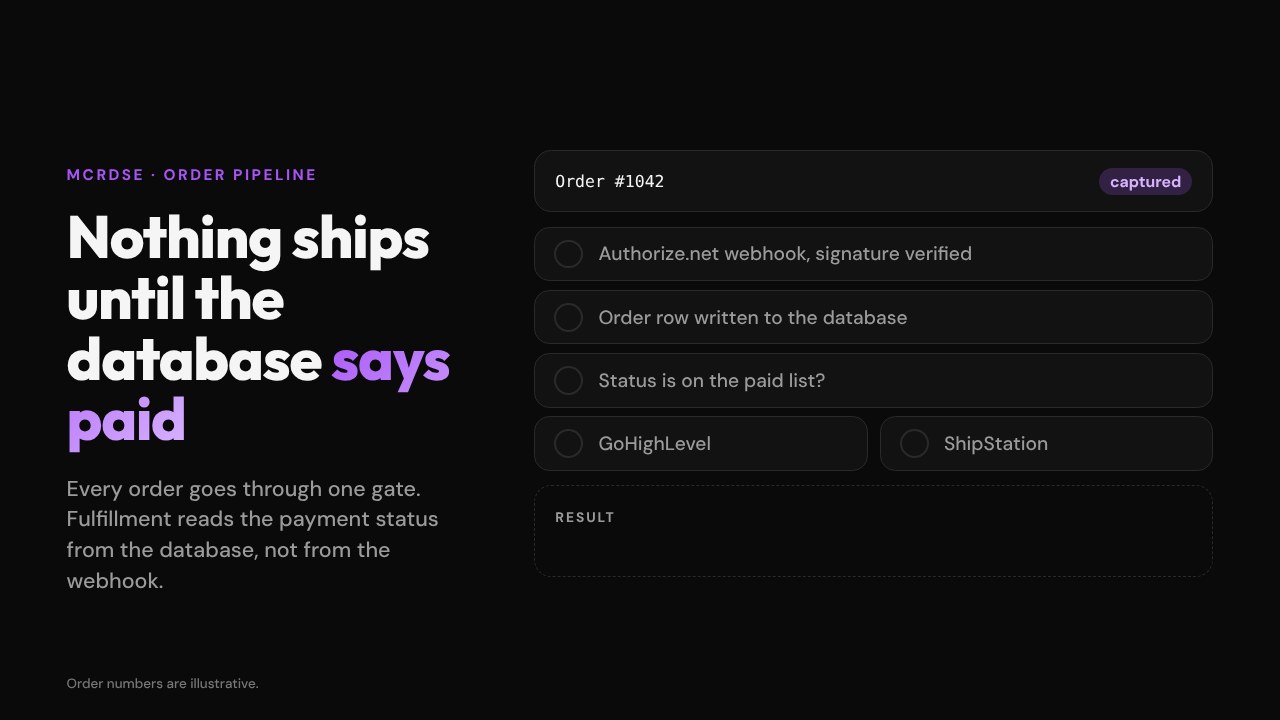 MCRDSE · ORDER PIPELINE
Nothing ships
until the
database says
paid
Every order goes through one gate.
Fulfillment reads the payment status
from the database, not from the
webhook.
Order #1042
captured
Authorize.net webhook, signature verified
Order row written to the database
Status is on the paid list?
GoHighLevel
ShipStation
RESULT
Order numbers are illustrative.